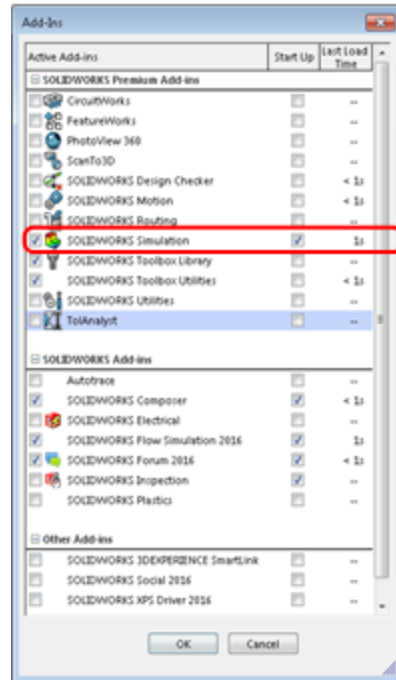 Add-Ins
Active Add-ins Start Up Last Load Time
SOLIDWORKS Premium Add-ins
CircuitWorks --
FeatureWorks --
PhotoView 360 --
ScanTo3D --
SOLIDWORKS Design Checker < 1s
SOLIDWORKS Motion < 1s
SOLIDWORKS Routing --
SOLIDWORKS Simulation 1s
SOLIDWORKS Toolbox Library --
SOLIDWORKS Toolbox Utilities < 1s
SOLIDWORKS Utilities --
TolAnalyst --
SOLIDWORKS Add-ins
Autotrace --
SOLIDWORKS Composer < 1s
SOLIDWORKS Electrical --
SOLIDWORKS Flow Simulation 2016 1s
SOLIDWORKS Forum 2016 < 1s
SOLIDWORKS Inspection --
SOLIDWORKS Plastics --
Other Add-ins
SOLIDWORKS 3DEXPERIENCE SmartLink --
SOLIDWORKS Social 2016 --
SOLIDWORKS XPS Driver 2016 --
OK Cancel